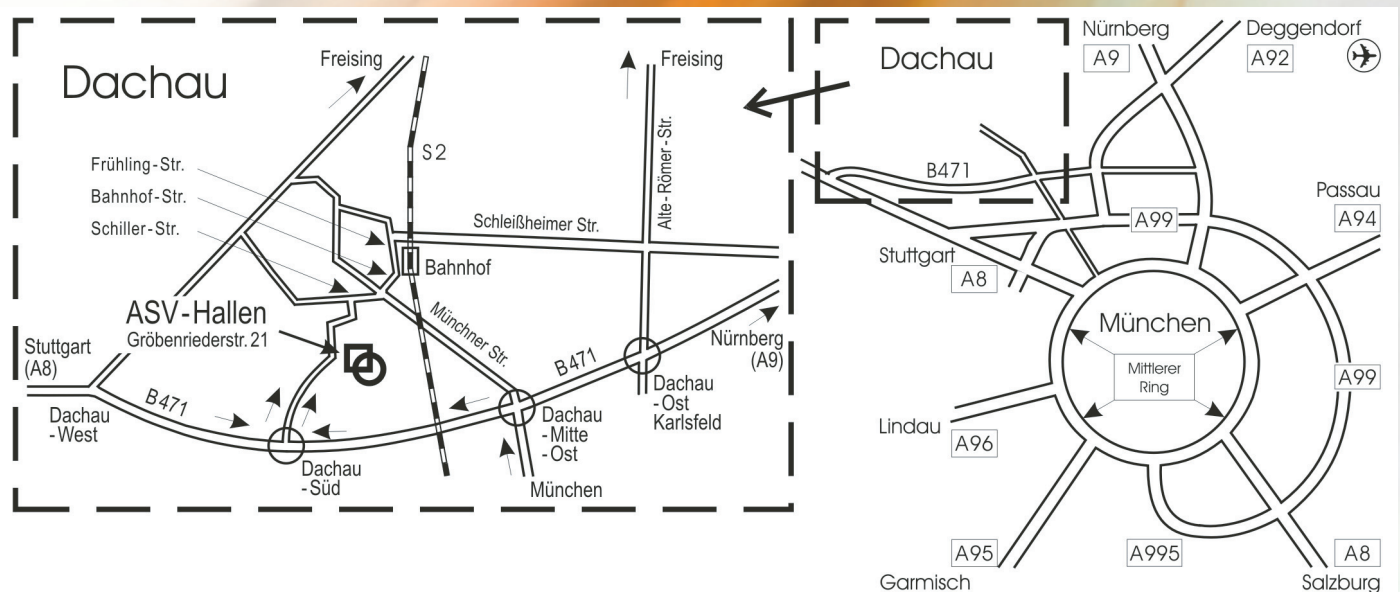 Dachau
Freising
S 2
Freising
Alte-Römer-Str.
Frühling-Str.
Bahnhof-Str.
Schiller-Str.
Schleißheimer Str.
Bahnhof
ASV-Hallen
Gröbenriederstr. 21
Münchner Str.
Stuttgart
(A8)
Nürnberg
(A9)
B471
B471
Dachau
-West
Dachau
-Süd
Dachau
-Mitte
-Ost
Dachau
-Ost
Karlsfeld
München
Dachau
Nürnberg
A9
Deggendorf
A92
B471
Passau
A94
A99
Stuttgart
A8
München
Mittlerer
Ring
A99
Lindau
A96
A95
Garmisch
A995
A8
Salzburg